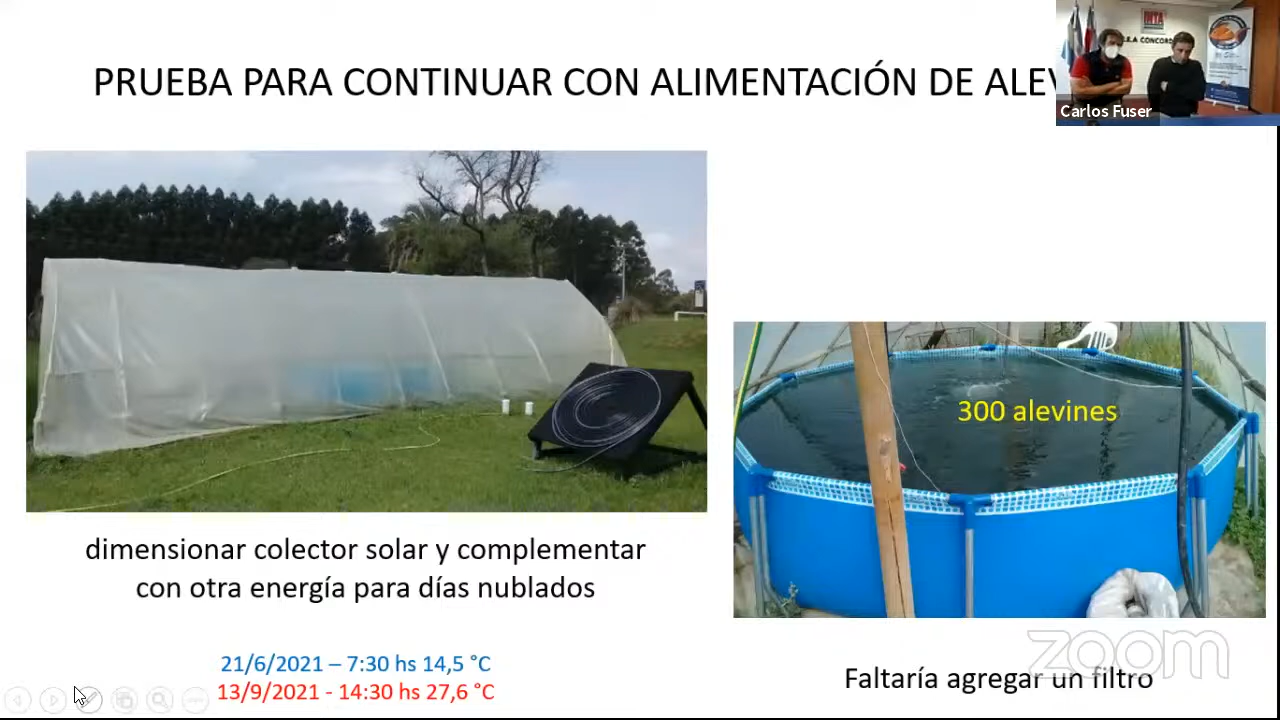 PRUEBA PARA CONTINUAR CON ALIMENTACIÓN DE
INTA
Carlos Fuser
300 alevines
dimensionar colector solar y complementar
con otra energía para días nublados
21/6/2021 – 7:30 hs 14,5 °C
13/9/2021 - 14:30 hs 27,6 °C
zoom
Faltaría agregar un filtro